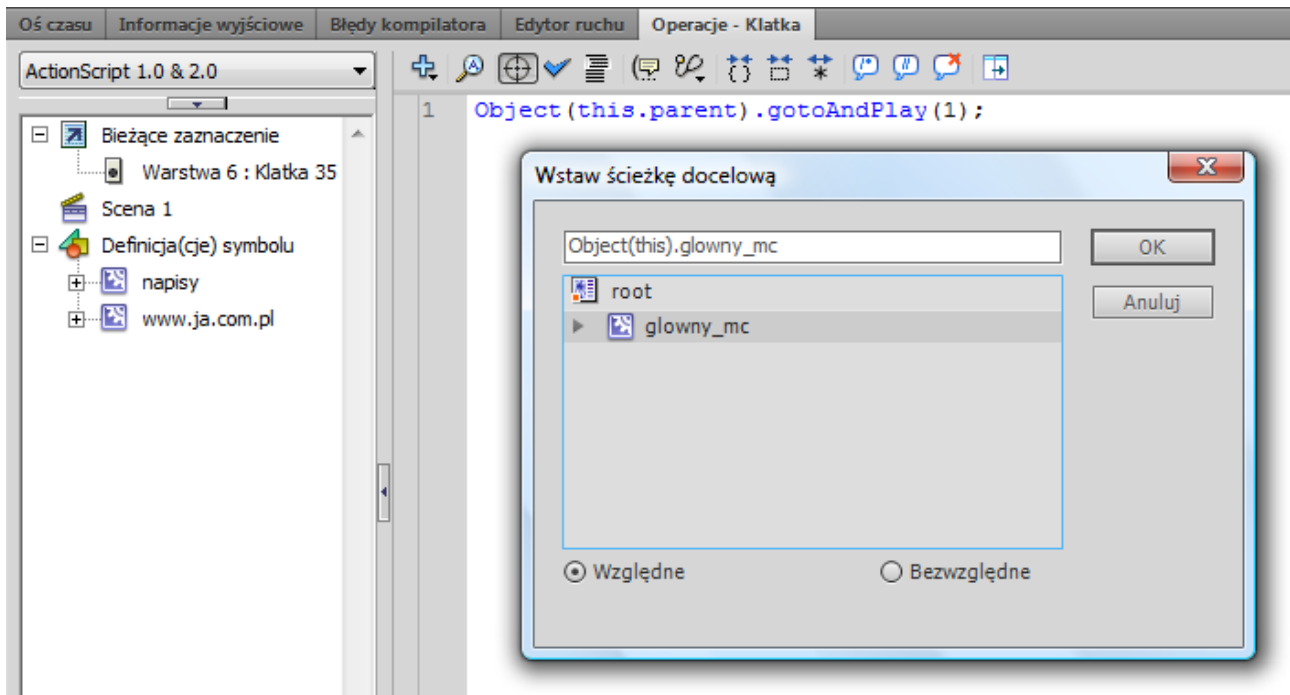 Oś czasu Informacje wyjściowe Błędy kompilatora Edytor ruchu Operacje - Klatka
ActionScript 1.0 & 2.0
1 Object(this.parent).gotoAndPlay(1);
Bieżące zaznaczenie
Warstwa 6 : Klatka 35
Scena 1
Definicja(cje) symbolu
napisy
www.ja.com.pl
Wstaw ścieżkę docelową
Object(this).glowny_mc
OK
root
Anuluj
glowny_mc
Względne Bezwzględne